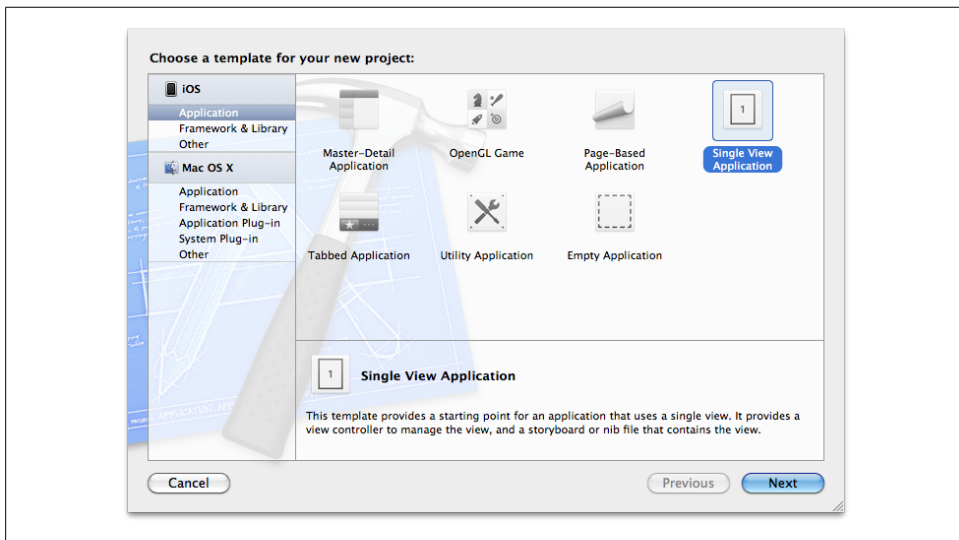 Choose a template for your new project:
iOS
Application
Framework & Library
Other
Mac OS X
Application
Framework & Library
Application Plug-in
System Plug-in
Other
Master-Detail
Application
OpenGL Game
Page-Based
Application
1
Single View
Application
Tabbed Application
Utility Application
Empty Application
1
Single View Application
This template provides a starting point for an application that uses a single view. It provides a
view controller to manage the view, and a storyboard or nib file that contains the view.
Cancel
Previous
Next